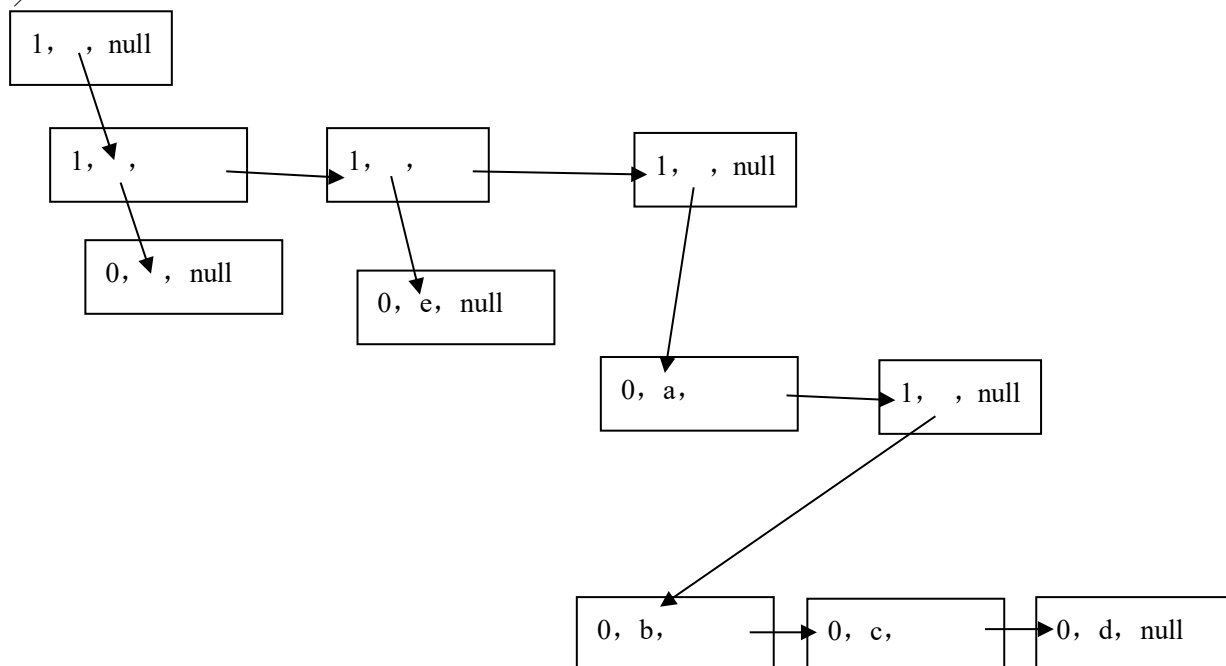 1， ，null
1， ，
1， ，
1， ，null
0， ，null
0，e，null
0，a，
1， ，null
0，b，
0，c，
0，d，null